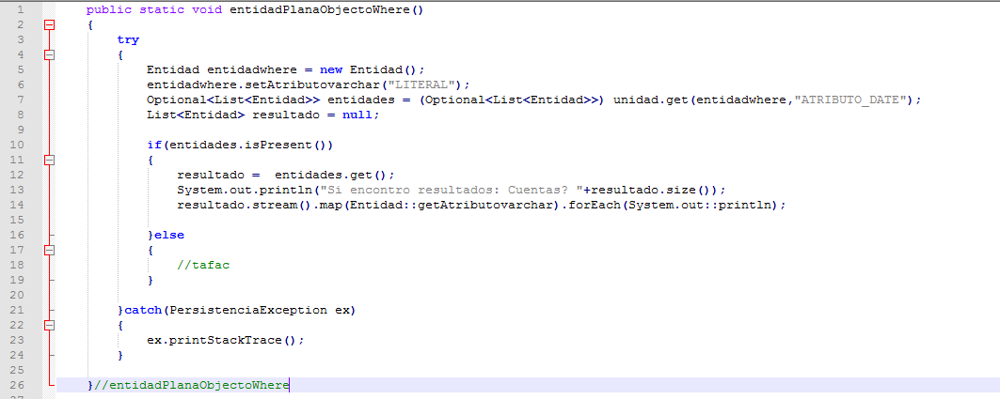 1 public static void entidadPlanaObjectoWhere()
2 {
3 try
4 {
5 Entidad entidadwhere = new Entidad();
6 entidadwhere.setAtributovarchar("LITERAL");
7 Optional<List<Entidad>> entidades = (Optional<List<Entidad>>) unidad.get(entidadwhere,"ATRIBUTO_DATE");
8 List<Entidad> resultado = null;
9
10 if(entidades.isPresent())
11 {
12 resultado =  entidades.get();
13 System.out.println("Si encontro resultados: Cuentas? "+resultado.size());
14 resultado.stream().map(Entidad::getAtributovarchar).forEach(System.out::println);
15
16 }else
17 {
18 //tafac
19 }
20
21 }catch(PersistenciaException ex)
22 {
23 ex.printStackTrace();
24 }
25
26 }//entidadPlanaObjectoWhere